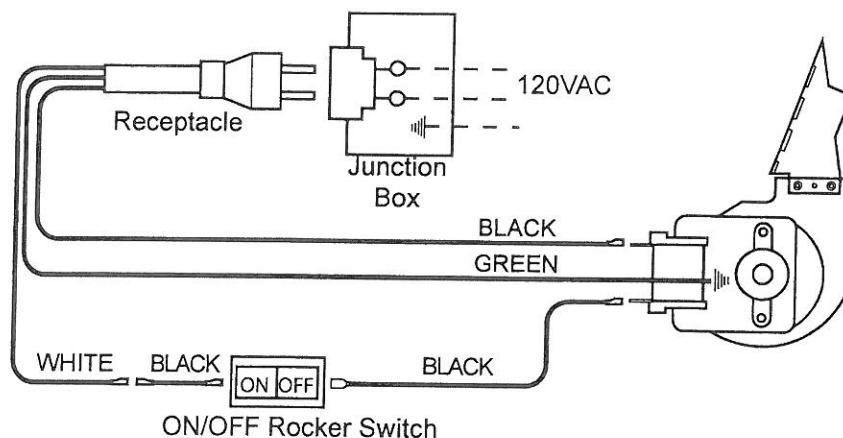 120VAC
Receptacle
Junction
Box
BLACK
GREEN
WHITE
BLACK
ON
OFF
BLACK
ON/OFF Rocker Switch